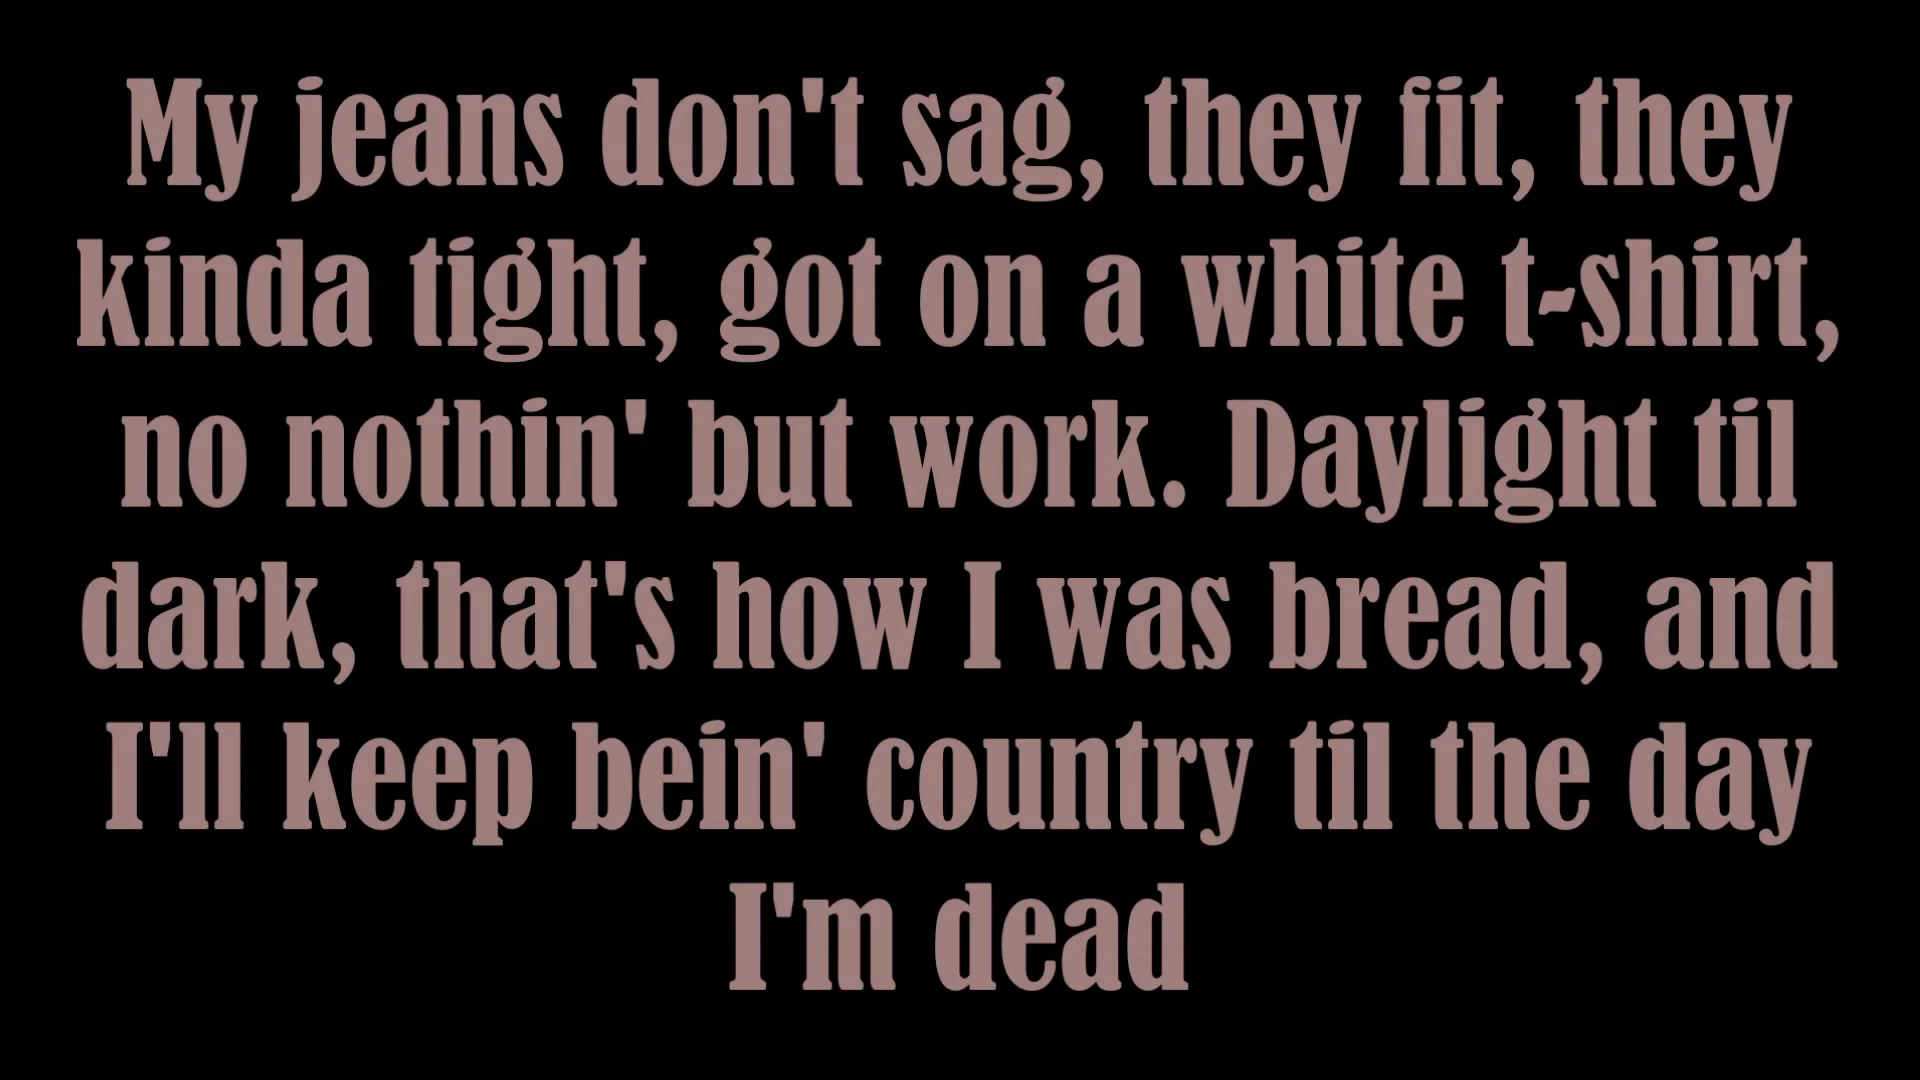 My jeans don't sag, they fit, they
kinda tight, got on a white t-shirt,
no nothin' but work. Daylight til
dark, that's how I was bread, and
I'll keep bein' country til the day
I'm dead